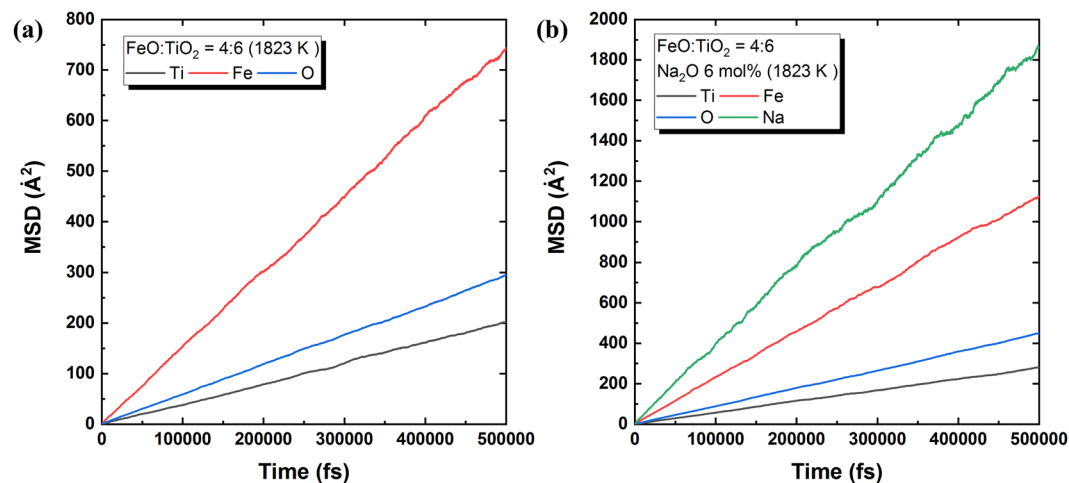 (a)
800
700
600
500
400
300
200
100
0
MSD (Ȧ²)
FeO:TiO₂ = 4:6 (1823 K )
Ti Fe O
0 100000 200000 300000 400000 500000
Time (fs)
(b)
2000
1800
1600
1400
1200
1000
800
600
400
200
0
MSD (Ȧ²)
FeO:TiO₂ = 4:6
Na₂O 6 mol% (1823 K )
Ti Fe
O Na
0 100000 200000 300000 400000 500000
Time (fs)